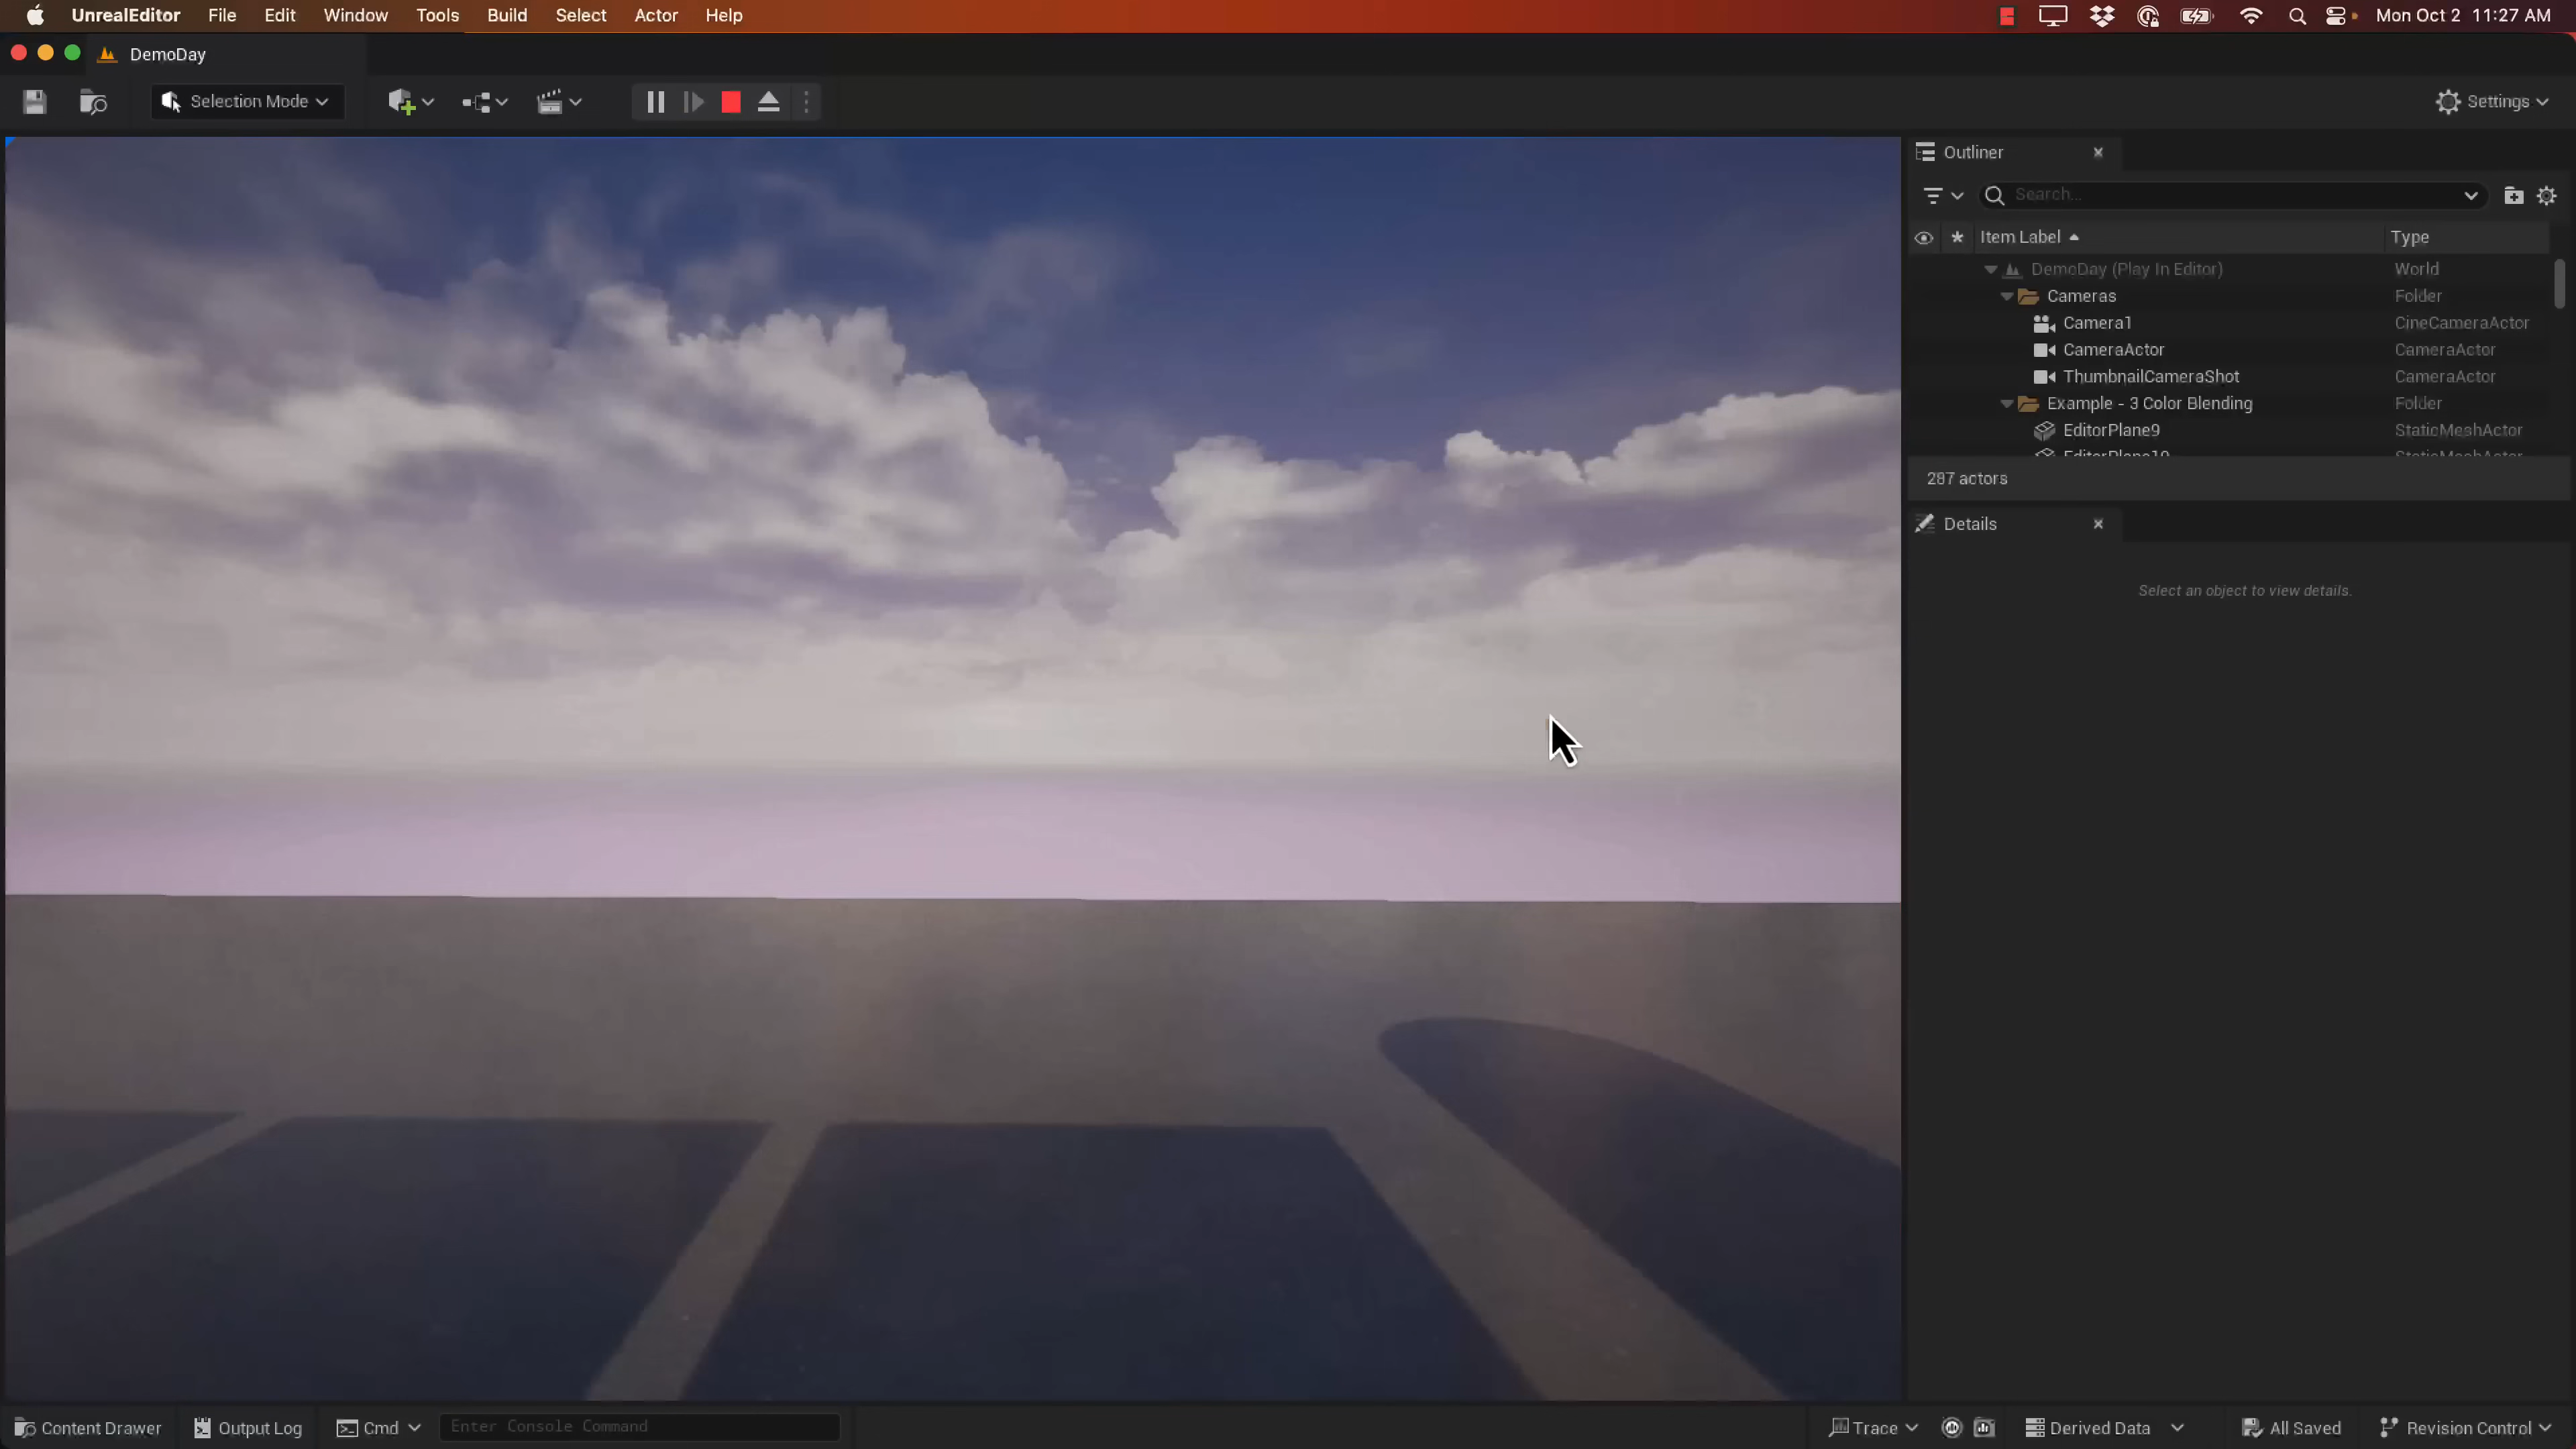 UnrealEditor File Edit Window Tools Build Select Actor Help Mon Oct 2 11:27 AM
DemoDay
Selection Mode Settings
Outliner
Search...
Item Label Type
DemoDay (Play In Editor) World
Cameras Folder
Camera1 CineCameraActor
CameraActor CameraActor
ThumbnailCameraShot CameraActor
Example - 3 Color Blending Folder
EditorPlane9 StaticMeshActor
EditorPlane10 StaticMeshActor
287 actors
Details
Select an object to view details.
Content Drawer Output Log Cmd Enter Console Command Trace Derived Data All Saved Revision Control